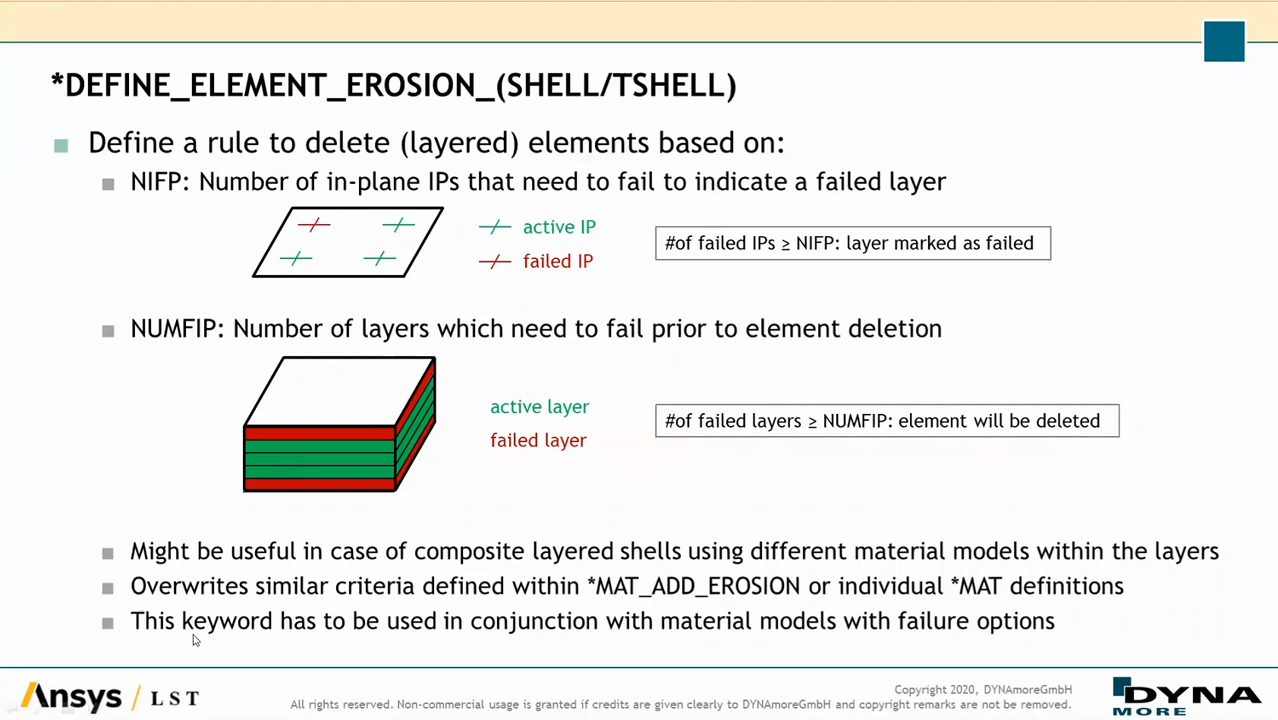 *DEFINE_ELEMENT_EROSION_(SHELL/TSHELL)
Define a rule to delete (layered) elements based on:
NIFP: Number of in-plane IPs that need to fail to indicate a failed layer
active IP
failed IP
#of failed IPs ≥ NIFP: layer marked as failed
NUMFIP: Number of layers which need to fail prior to element deletion
active layer
failed layer
#of failed layers ≥ NUMFIP: element will be deleted
Might be useful in case of composite layered shells using different material models within the layers
Overwrites similar criteria defined within *MAT_ADD_EROSION or individual *MAT definitions
This keyword has to be used in conjunction with material models with failure options
Ansys / LST
Copyright 2020, DYNAmoreGmbH
All rights reserved. Non-commercial usage is granted if credits are given clearly to DYNAmoreGmbH and copyright remarks are not be removed.
DYNA
MORE